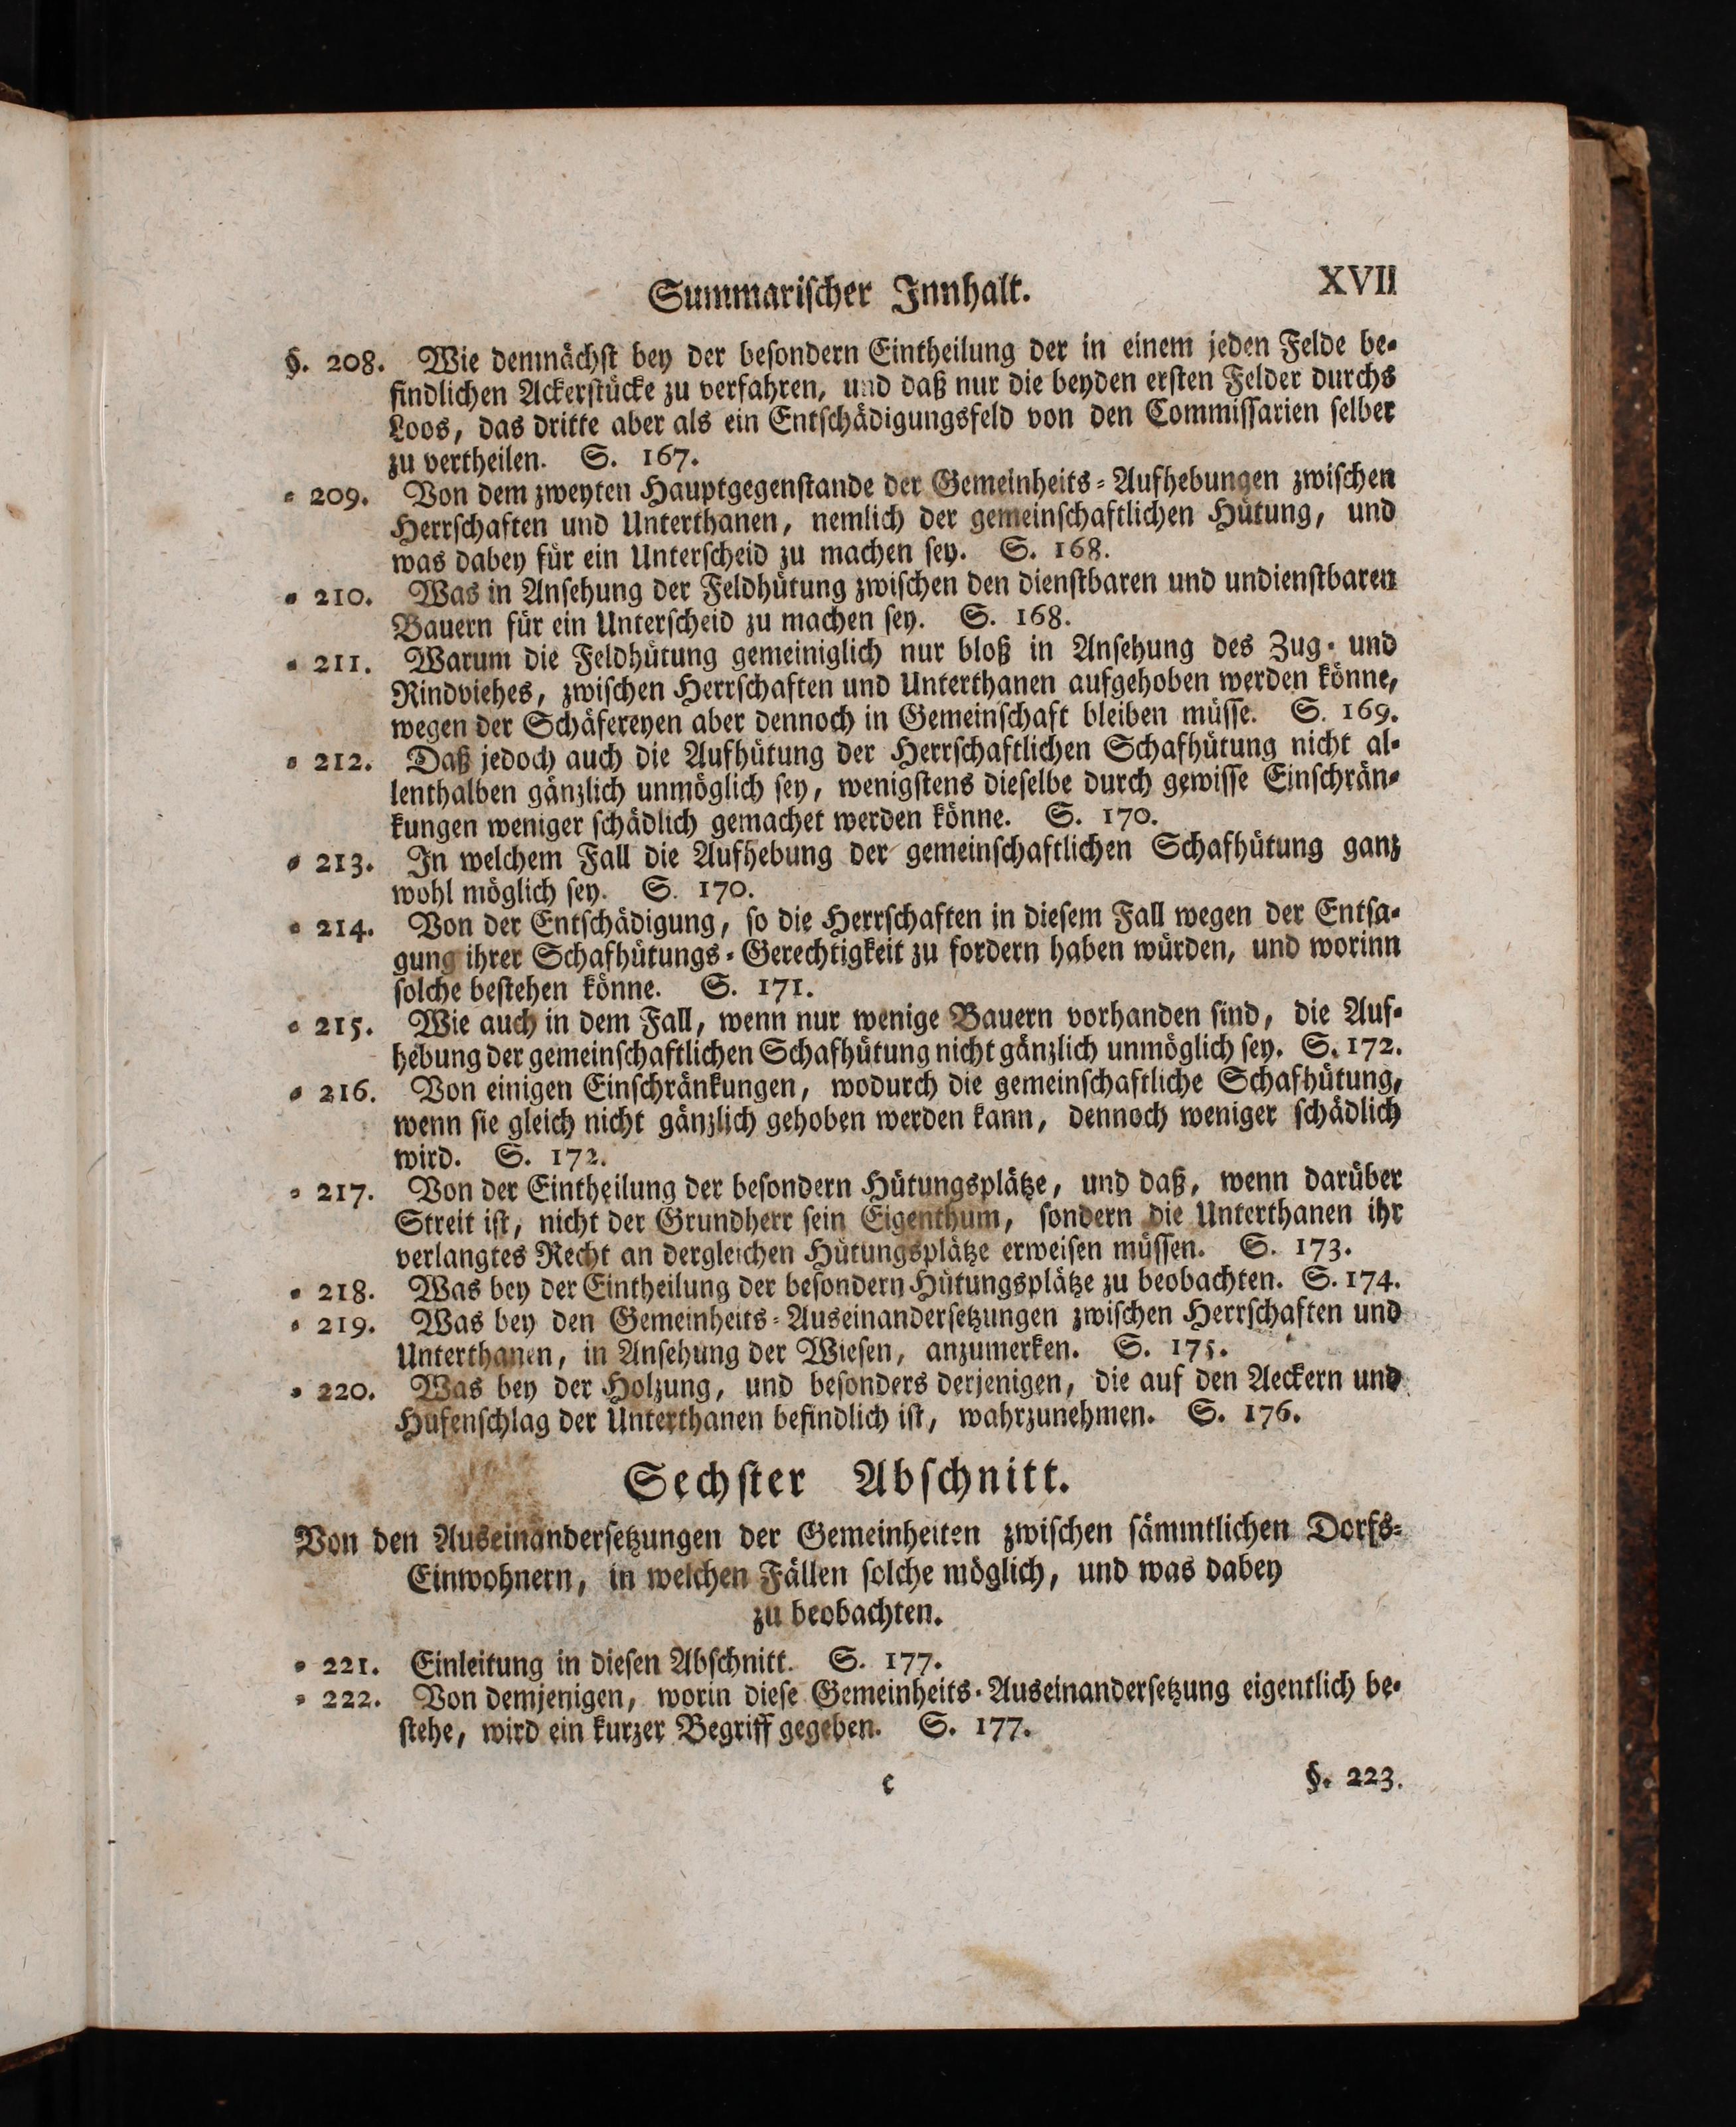 Summarischer Innhalt. XVII
§. 208. Wie demnächst bey der besondern Eintheilung der in einem jeden Felde be-
findlichen Ackerstücke zu verfahren, und daß nur die beyden ersten Felder durchs
Loos, das dritte aber als ein Entschädigungsfeld von den Commissarien selber
zu vertheilen. S. 167.
= 209. Von dem zweyten Hauptgegenstande der Gemeinheits=Aufhebungen zwischen
Herrschaften und Unterthanen, nemlich der gemeinschaftlichen Hütung, und
was dabey für ein Unterscheid zu machen sey. S. 168.
= 210. Was in Ansehung der Feldhütung zwischen den dienstbaren und undienstbaren
Bauern für ein Unterscheid zu machen sey. S. 168.
= 211. Warum die Feldhütung gemeiniglich nur bloß in Ansehung des Zug- und
Rindviehes, zwischen Herrschaften und Unterthanen aufgehoben werden könne,
wegen der Schäfereyen aber dennoch in Gemeinschaft bleiben müsse. S. 169.
= 212. Daß jedoch auch die Aufhütung der Herrschaftlichen Schafhütung nicht al-
lenthalben gänzlich unmöglich sey, wenigstens dieselbe durch gewisse Einschrän-
kungen weniger schädlich gemachet werden könne. S. 170.
= 213. In welchem Fall die Aufhebung der gemeinschaftlichen Schafhütung ganz
wohl möglich sey. S. 170.
= 214. Von der Entschädigung, so die Herrschaften in diesem Fall wegen der Entsa-
gung ihrer Schafhütungs-Gerechtigkeit zu fordern haben würden, und worinn
solche bestehen könne. S. 171.
= 215. Wie auch in dem Fall, wenn nur wenige Bauern vorhanden sind, die Auf-
hebung der gemeinschaftlichen Schafhütung nicht gänzlich unmöglich sey. S. 172.
= 216. Von einigen Einschränkungen, wodurch die gemeinschaftliche Schafhütung,
wenn sie gleich nicht gänzlich gehoben werden kann, dennoch weniger schädlich
wird. S. 172.
= 217. Von der Eintheilung der besondern Hütungsplätze, und daß, wenn darüber
Streit ist, nicht der Grundherr sein Eigenthum, sondern die Unterthanen ihr
verlangtes Recht an dergleichen Hütungsplätze erweisen müssen. S. 173.
= 218. Was bey der Eintheilung der besondern Hütungsplätze zu beobachten. S. 174.
= 219. Was bey den Gemeinheits=Auseinandersetzungen zwischen Herrschaften und
Unterthanen, in Ansehung der Wiesen, anzumerken. S. 175.
= 220. Was bey der Holzung, und besonders derjenigen, die auf den Aeckern und
Hufenschlag der Unterthanen befindlich ist, wahrzunehmen. S. 176.
Sechster Abschnitt.
Von den Auseinandersetzungen der Gemeinheiten zwischen sämmtlichen Dorfs=
Einwohnern, in welchen Fällen solche möglich, und was dabey
zu beobachten.
= 221. Einleitung in diesen Abschnitt. S. 177.
= 222. Von demjenigen, worin diese Gemeinheits-Auseinandersetzung eigentlich be-
stehe, wird ein kurzer Begriff gegeben. S. 177.
c §. 223.